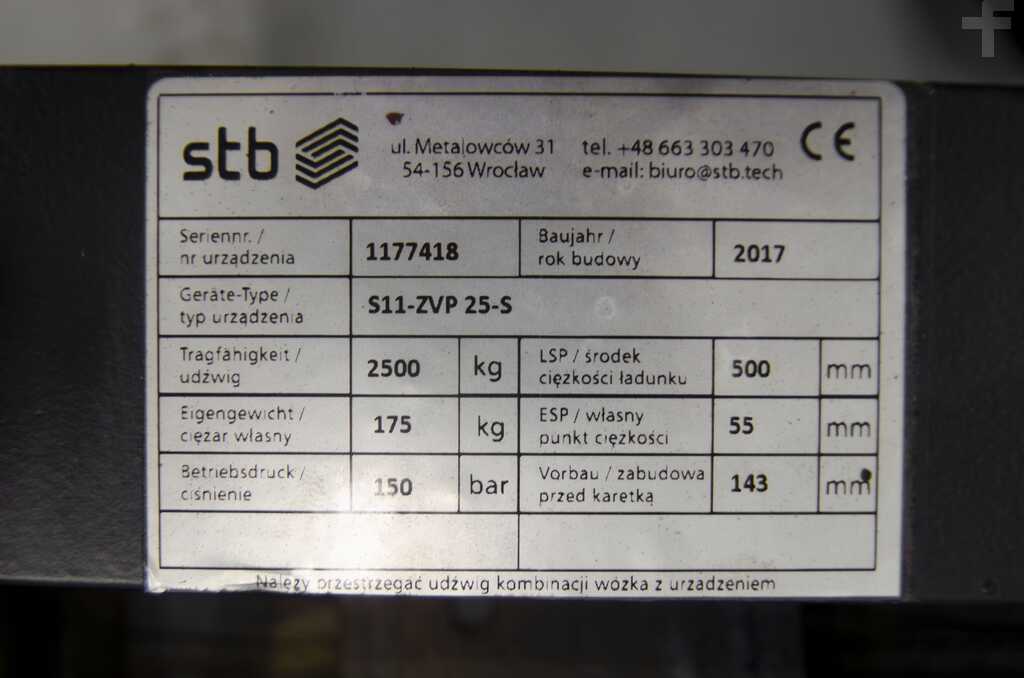 stb
ul. Metalowców 31
54-156 Wrocław
tel. +48 663 303 470
e-mail: biuro@stb.tech
CE
Seriennr. /
nr urządzenia
1177418
Baujahr /
rok budowy
2017
Geräte-Type /
typ urządzenia
S11-ZVP 25-S
Tragfähigkeit /
udźwig
2500
kg
LSP / środek
ciężkości ładunku
500
mm
Eigengewicht /
ciężar własny
175
kg
ESP / własny
punkt ciężkości
55
mm
Betriebsdruck /
ciśnienie
150
bar
Vorbau / zabudowa
przed karetką
143
mm
Należy przestrzegać udźwig kombinacji wózka z urządzeniem
f